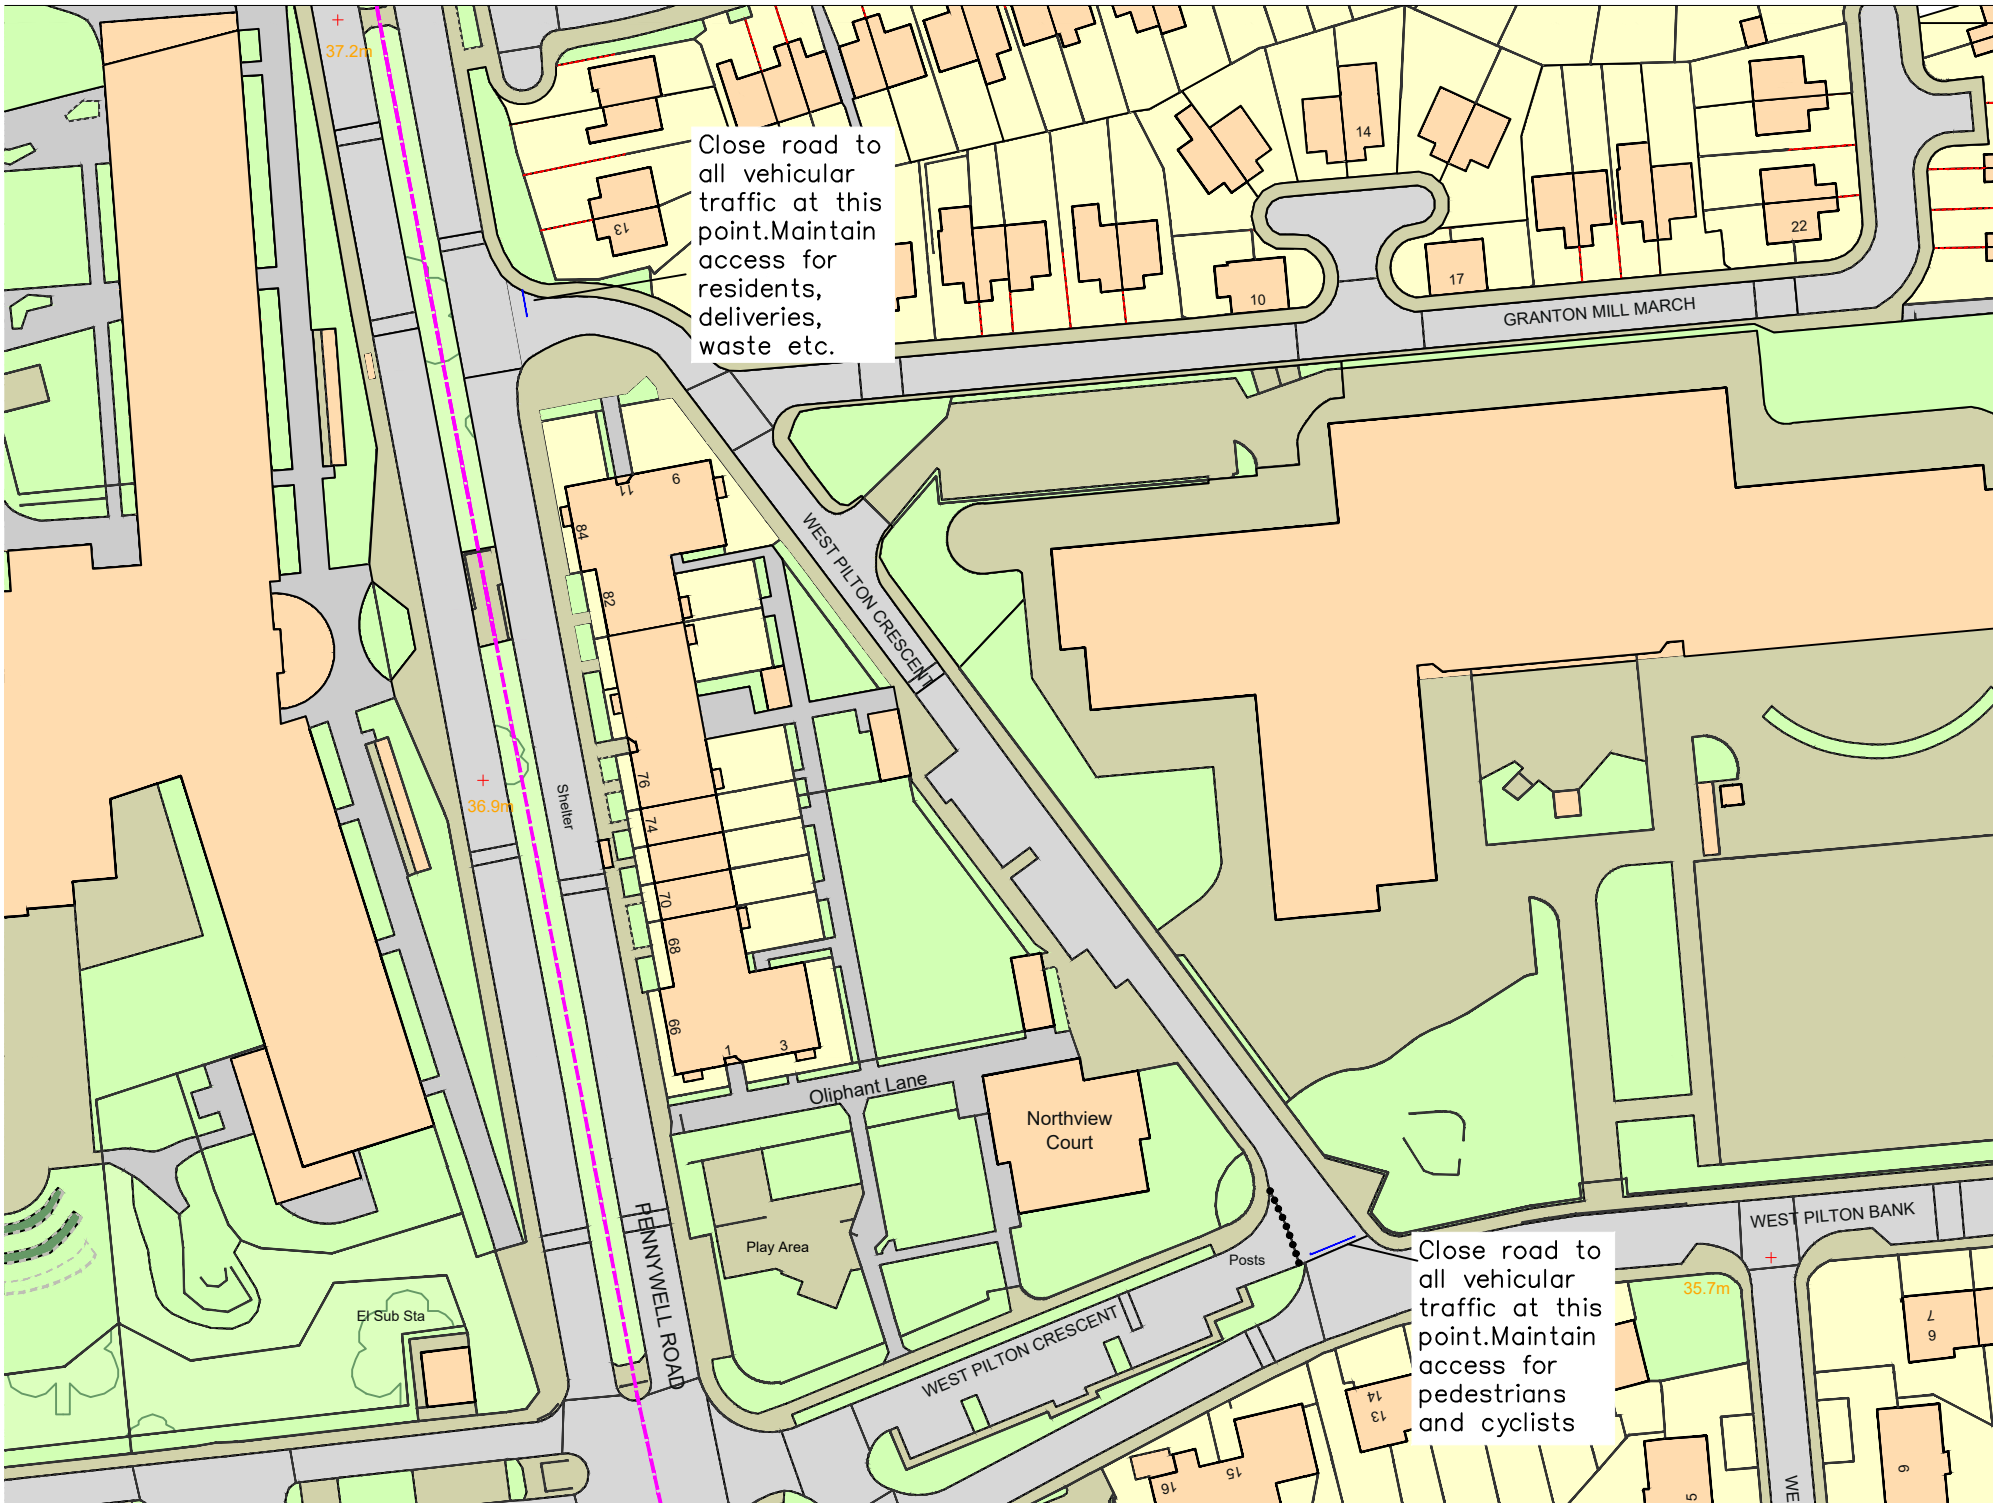 37.2m
Close road to
all vehicular
traffic at this
point.Maintain
access for
residents,
deliveries,
waste etc.
13
14
22
10
17
GRANTON MILL MARCH
11
9
84
82
WEST PILTON CRESCENT
76
74
70
68
66
1
3
36.9m
Shelter
Oliphant Lane
Northview
Court
Play Area
PENNYWELL ROAD
El Sub Sta
Posts
WEST PILTON CRESCENT
WEST PILTON BANK
35.7m
Close road to
all vehicular
traffic at this
point.Maintain
access for
pedestrians
and cyclists
14
13
15
16
7
6
5
WE